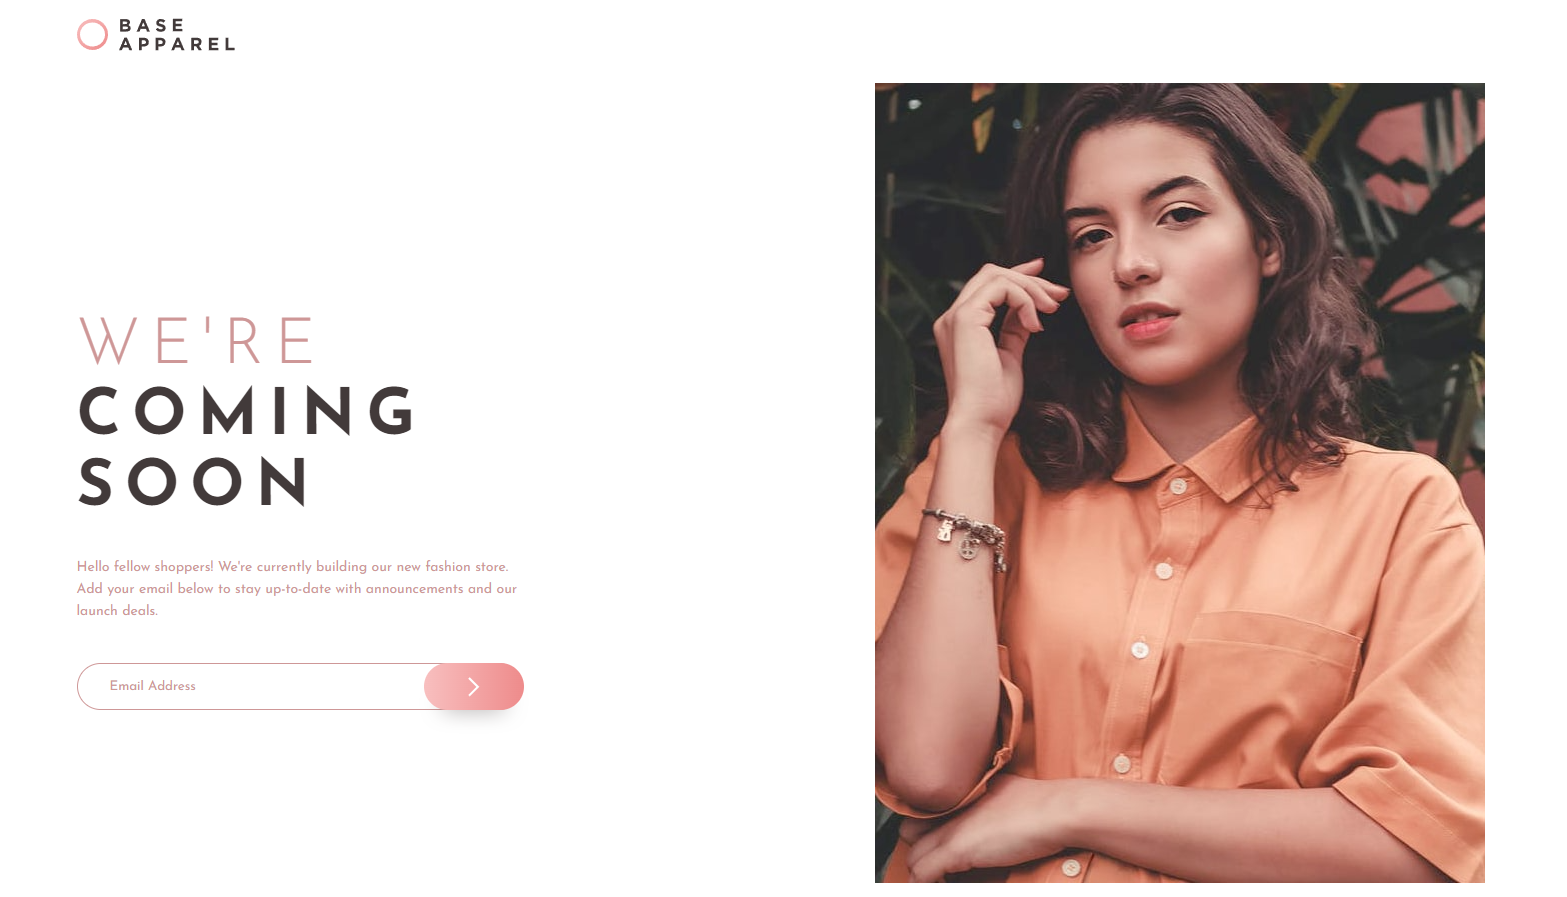 BASE
APPAREL
WE'RE
COMING
SOON
Hello fellow shoppers! We're currently building our new fashion store.
Add your email below to stay up-to-date with announcements and our
launch deals.
Email Address